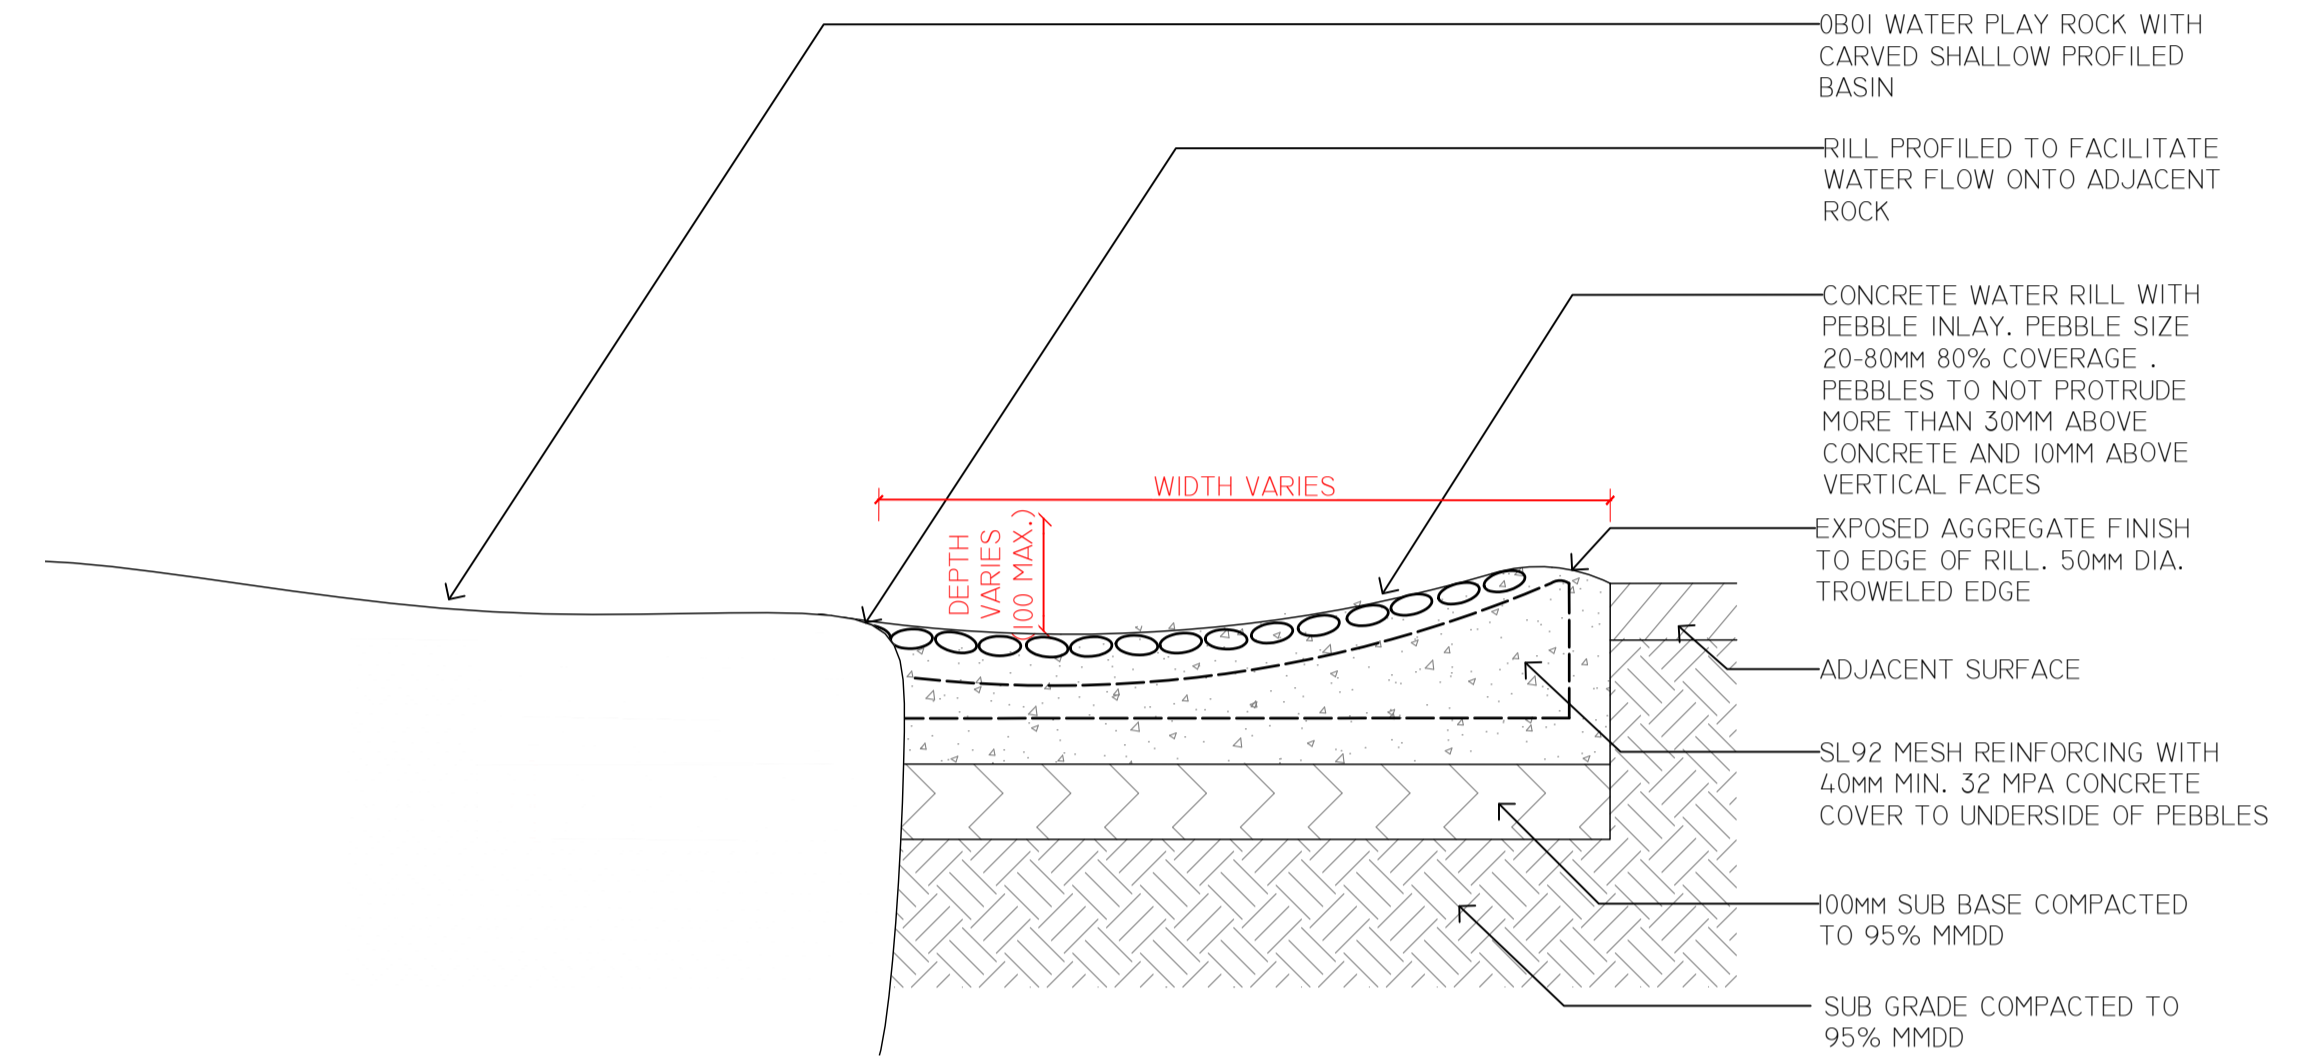 0B01 WATER PLAY ROCK WITH
CARVED SHALLOW PROFILED
BASIN
RILL PROFILED TO FACILITATE
WATER FLOW ONTO ADJACENT
ROCK
CONCRETE WATER RILL WITH
PEBBLE INLAY. PEBBLE SIZE
20-80MM 80% COVERAGE .
PEBBLES TO NOT PROTRUDE
MORE THAN 30MM ABOVE
CONCRETE AND 10MM ABOVE
VERTICAL FACES
WIDTH VARIES
DEPTH
VARIES
(100 MAX.)
EXPOSED AGGREGATE FINISH
TO EDGE OF RILL. 50MM DIA.
TROWELED EDGE
ADJACENT SURFACE
SL92 MESH REINFORCING WITH
40MM MIN. 32 MPA CONCRETE
COVER TO UNDERSIDE OF PEBBLES
100MM SUB BASE COMPACTED
TO 95% MMDD
SUB GRADE COMPACTED TO
95% MMDD